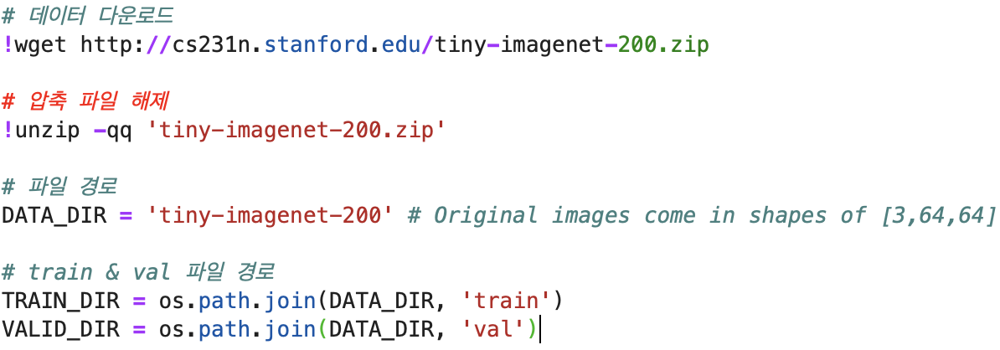 # 데이터 다운로드
!wget http://cs231n.stanford.edu/tiny-imagenet-200.zip
# 압축 파일 해제
!unzip -qq 'tiny-imagenet-200.zip'
# 파일 경로
DATA_DIR = 'tiny-imagenet-200' # Original images come in shapes of [3,64,64]
# train & val 파일 경로
TRAIN_DIR = os.path.join(DATA_DIR, 'train')
VALID_DIR = os.path.join(DATA_DIR, 'val')